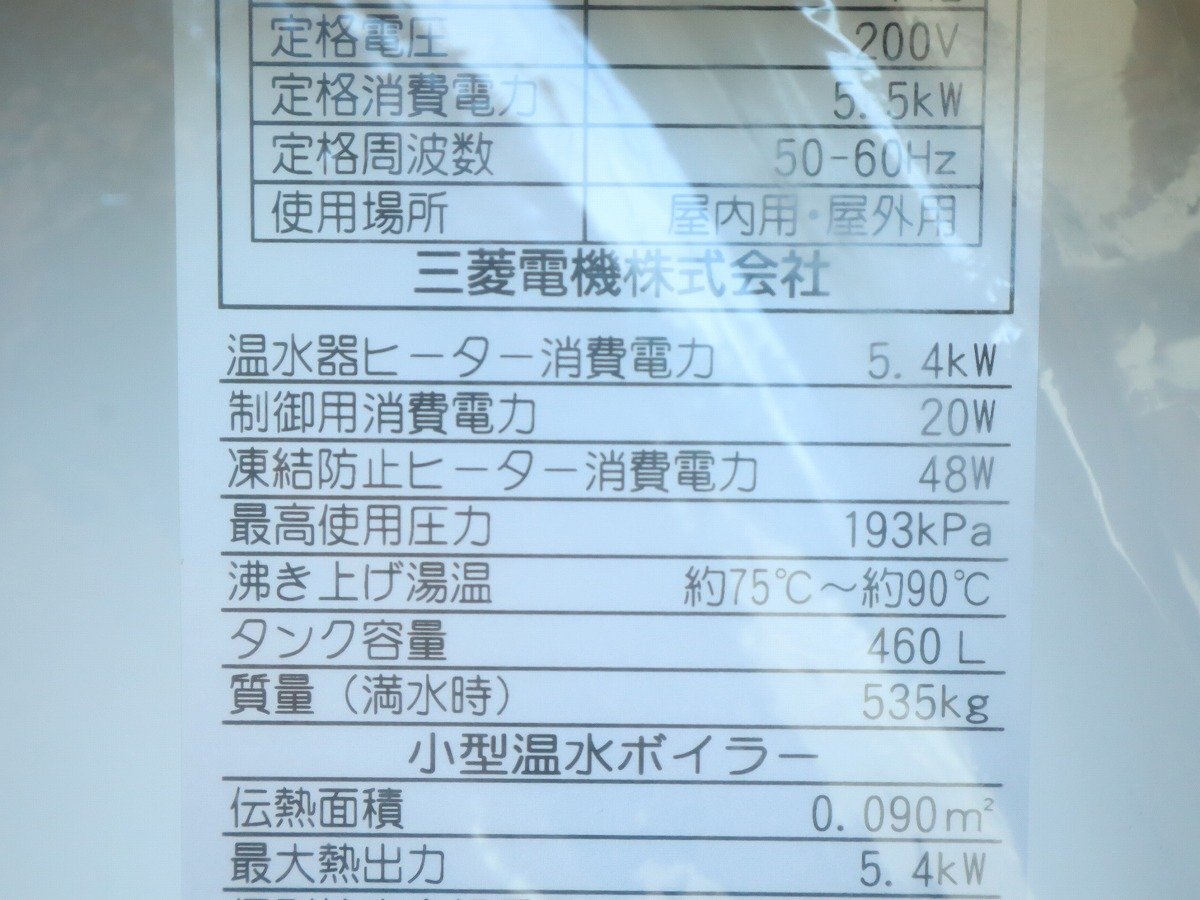 定格電圧 200V
定格消費電力 5.5kW
定格周波数 50-60Hz
使用場所 屋内用・屋外用
三菱電機株式会社
温水器ヒーター消費電力 5.4kW
制御用消費電力 20W
凍結防止ヒーター消費電力 48W
最高使用圧力 193kPa
沸き上げ湯温 約75℃～約90℃
タンク容量 460L
質量（満水時） 535kg
小型温水ボイラー
伝熱面積 0.090m²
最大熱出力 5.4kW